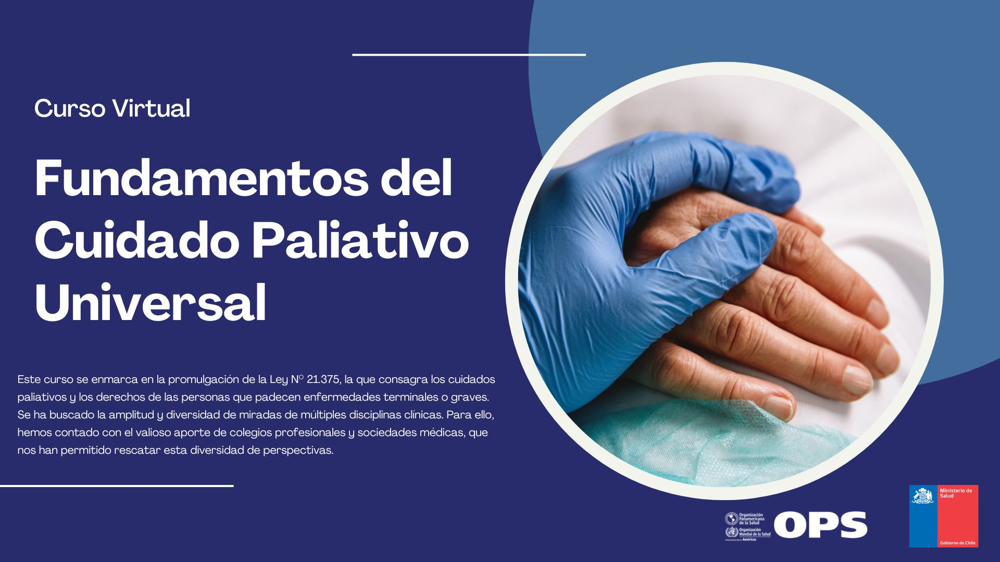 Curso Virtual
Fundamentos del
Cuidado Paliativo
Universal
Este curso se enmarca en la promulgación de la Ley Nº 21.375, la que consagra los cuidados
paliativos y los derechos de las personas que padecen enfermedades terminales o graves.
Se ha buscado la amplitud y diversidad de miradas de múltiples disciplinas clínicas. Para ello,
hemos contado con el valioso aporte de colegios profesionales y sociedades médicas, que
nos han permitido rescatar esta diversidad de perspectivas.
Organización
Panamericana
de la Salud
Organización
Mundial de la Salud
Américas
OPS
Ministerio de
Salud
Gobierno de Chile